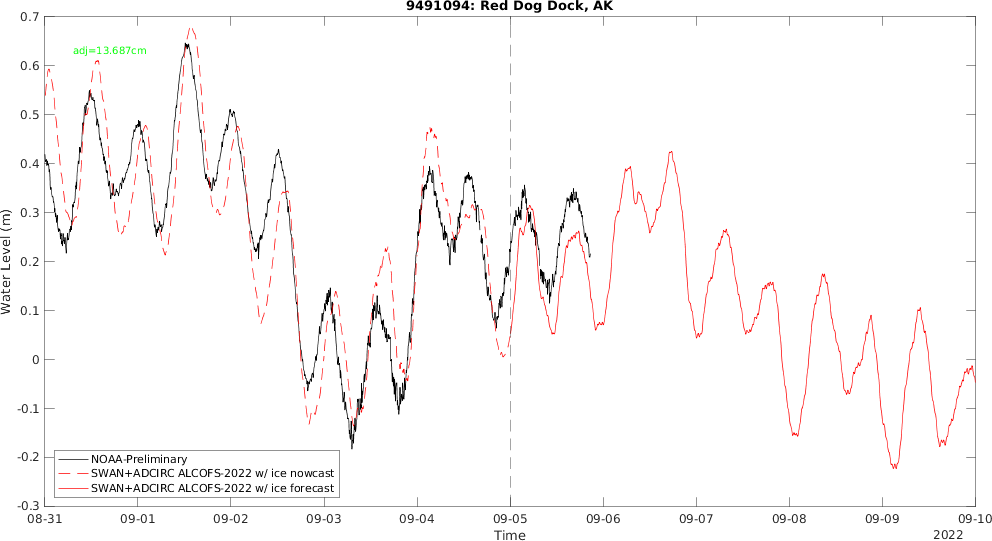 9491094: Red Dog Dock, AK
adj=13.687cm
Water Level (m)
0.7
0.6
0.5
0.4
0.3
0.2
0.1
0
-0.1
-0.2
-0.3
NOAA-Preliminary
SWAN+ADCIRC ALCOFS-2022 w/ ice nowcast
SWAN+ADCIRC ALCOFS-2022 w/ ice forecast
08-31 09-01 09-02 09-03 09-04 09-05 09-06 09-07 09-08 09-09 09-10
Time
2022